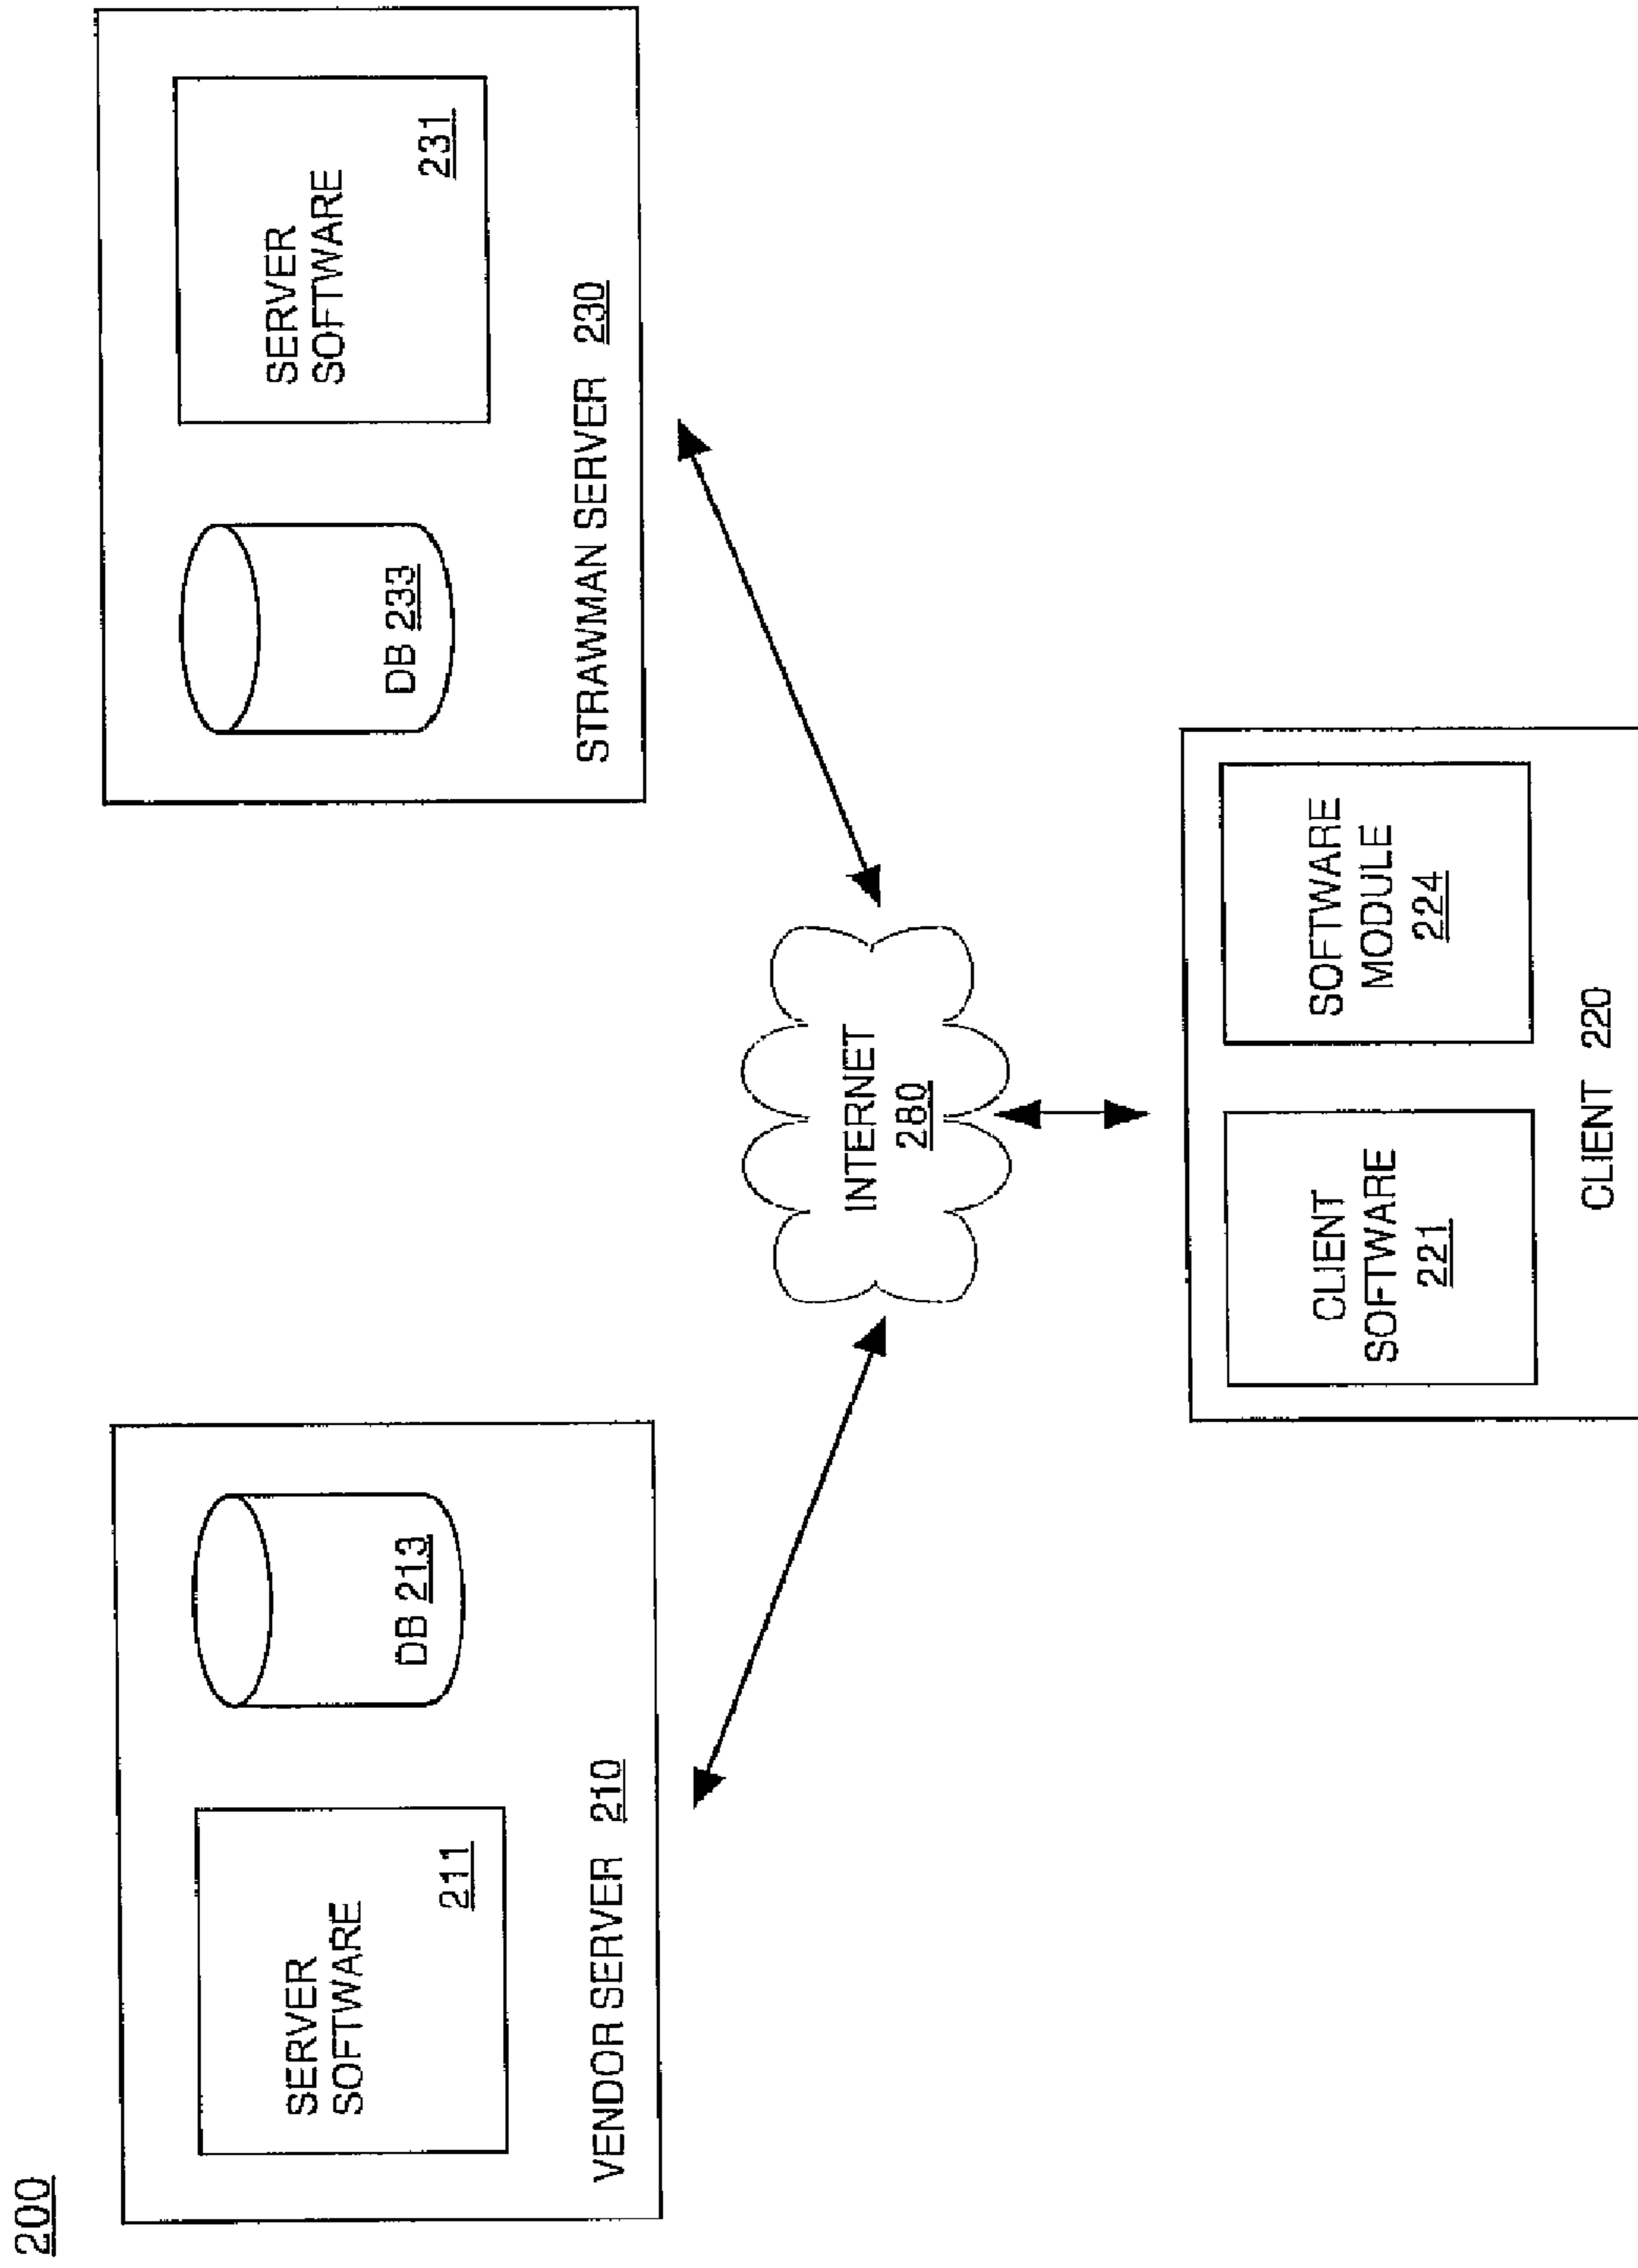 200
SERVER
SOFTWARE
211
DB 213
VENDOR SERVER 210
DB 233
SERVER
SOFTWARE
231
STRAWMAN SERVER 230
INTERNET
280
CLIENT
SOFTWARE
221
SOFTWARE
MODULE
224
CLIENT 220